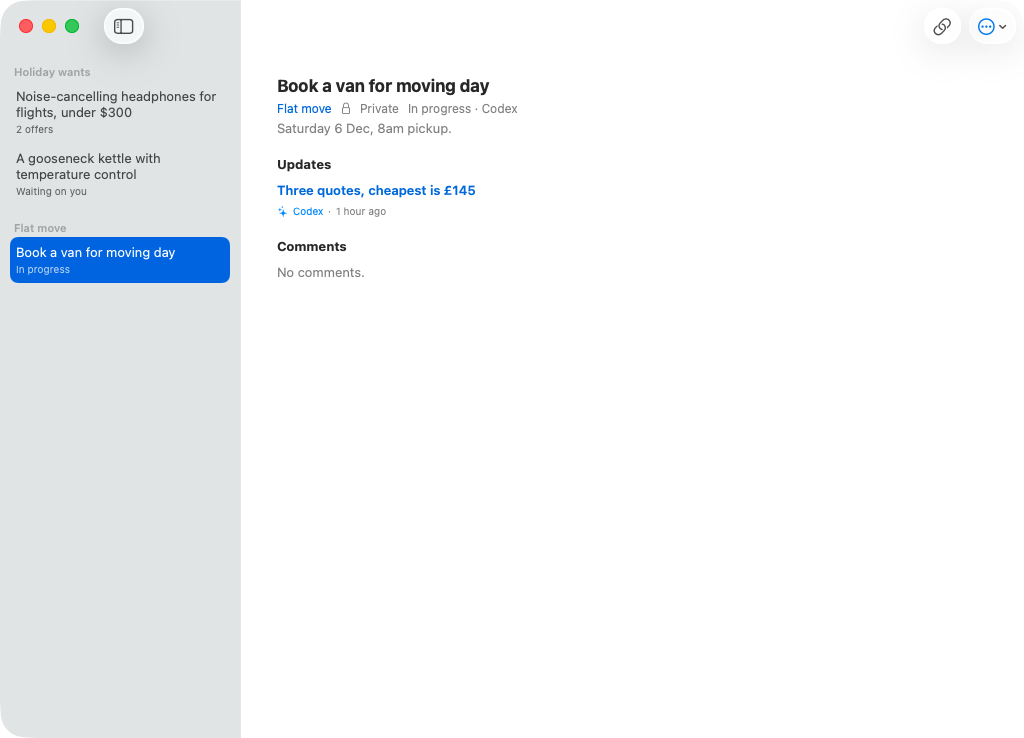 Holiday wants
Noise-cancelling headphones for
flights, under $300
2 offers
A gooseneck kettle with
temperature control
Waiting on you
Flat move
Book a van for moving day
In progress
Book a van for moving day
Flat move Private In progress · Codex
Saturday 6 Dec, 8am pickup.
Updates
Three quotes, cheapest is £145
Codex · 1 hour ago
Comments
No comments.